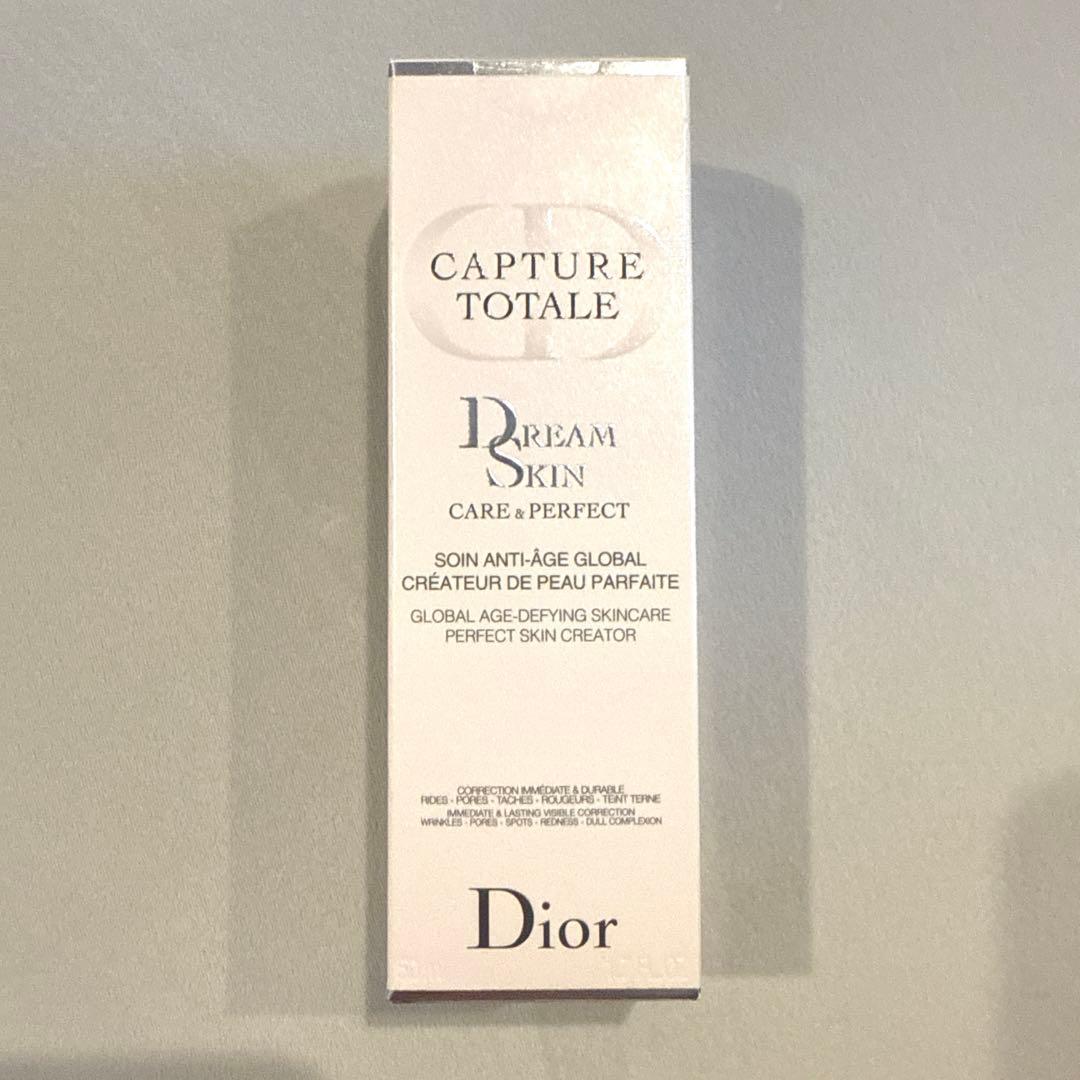 CAPTURE
TOTALE
DREAM
SKIN
CARE & PERFECT
SOIN ANTI-ÂGE GLOBAL
CRÉATEUR DE PEAU PARFAITE
GLOBAL AGE-DEFYING SKINCARE
PERFECT SKIN CREATOR
CORRECTION IMMÉDIATE & DURABLE
RIDES - PORES - TACHES - ROUGEURS - TEINT TERNE
IMMEDIATE & LASTING VISIBLE CORRECTION
WRINKLES - PORES - SPOTS - REDNESS - DULL COMPLEXION
Dior